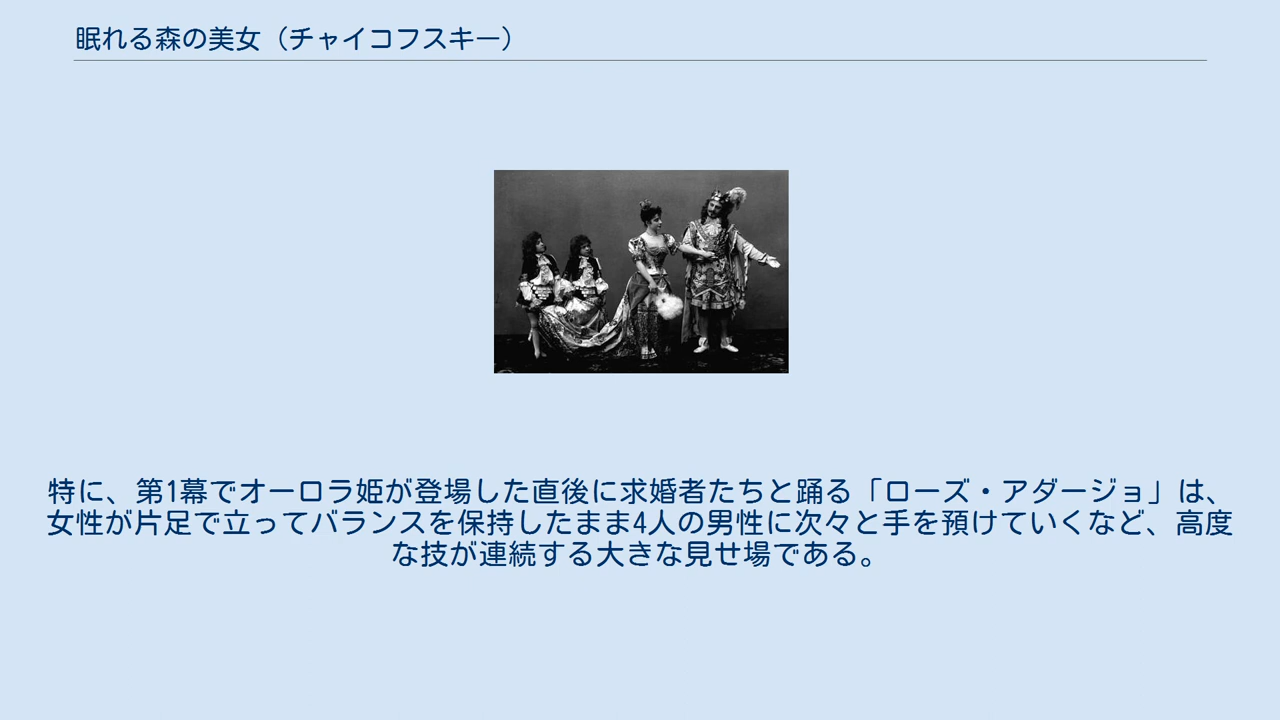 眠れる森の美女（チャイコフスキー）
特に、第1幕でオーロラ姫が登場した直後に求婚者たちと踊る「ローズ・アダージョ」は、
女性が片足で立ってバランスを保持したまま4人の男性に次々と手を預けていくなど、高度
な技が連続する大きな見せ場である。